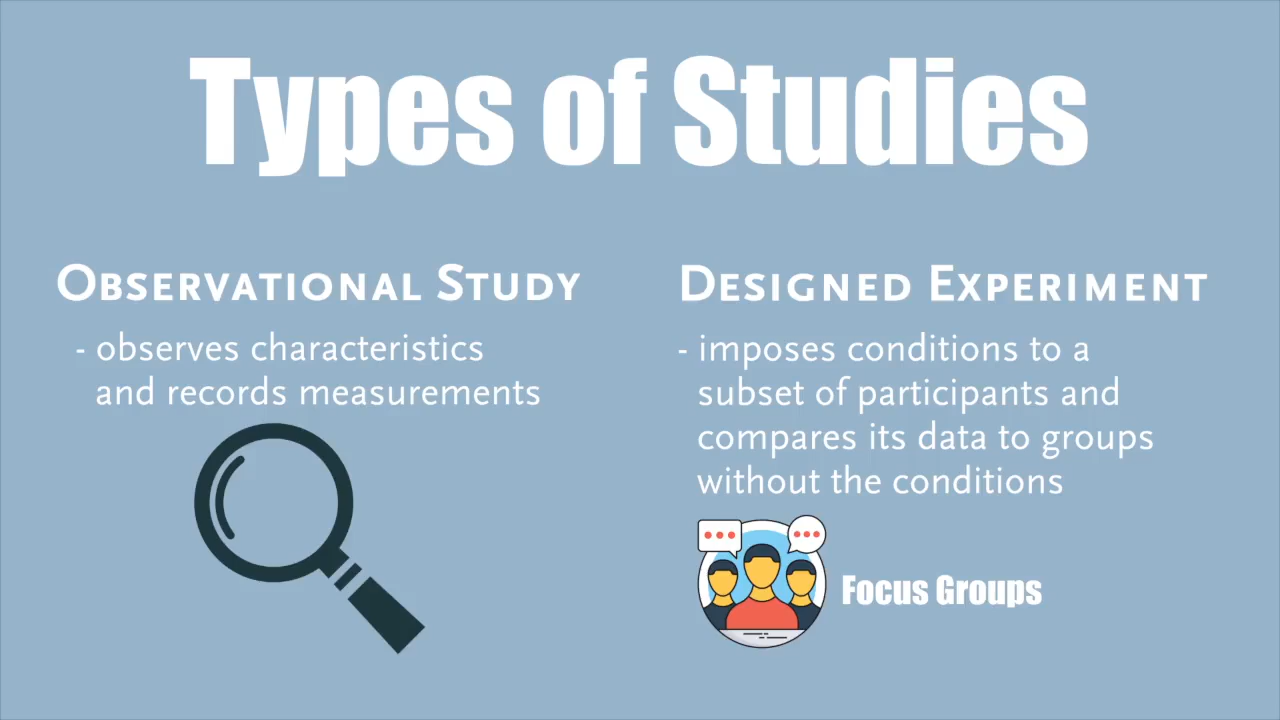 Types of Studies
Observational Study
- observes characteristics
and records measurements
Designed Experiment
- imposes conditions to a
subset of participants and
compares its data to groups
without the conditions
Focus Groups